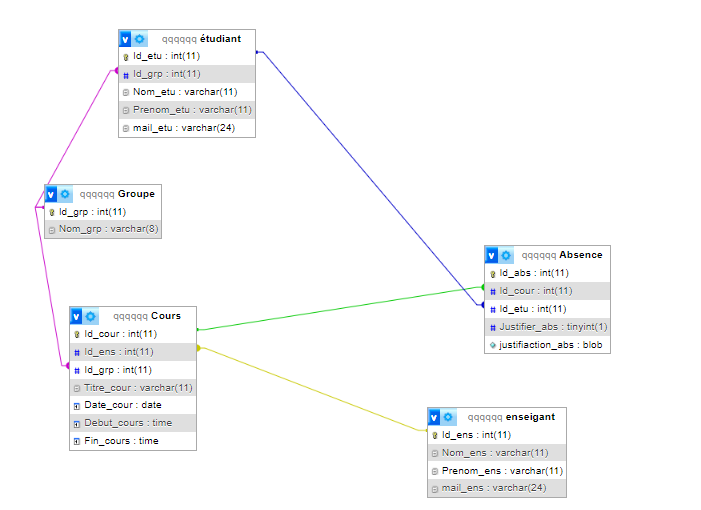 v qqqqqq étudiant
Id_etu : int(11)
# Id_grp : int(11)
Nom_etu : varchar(11)
Prenom_etu : varchar(11)
mail_etu : varchar(24)
v qqqqqq Groupe
Id_grp : int(11)
Nom_grp : varchar(8)
v qqqqqq Absence
Id_abs : int(11)
# Id_cour : int(11)
# Id_etu : int(11)
# Justifier_abs : tinyint(1)
justifiaction_abs : blob
v qqqqqq Cours
Id_cour : int(11)
# Id_ens : int(11)
# Id_grp : int(11)
Titre_cour : varchar(11)
Date_cour : date
Debut_cours : time
Fin_cours : time
v qqqqqq enseigant
Id_ens : int(11)
Nom_ens : varchar(11)
Prenom_ens : varchar(11)
mail_ens : varchar(24)